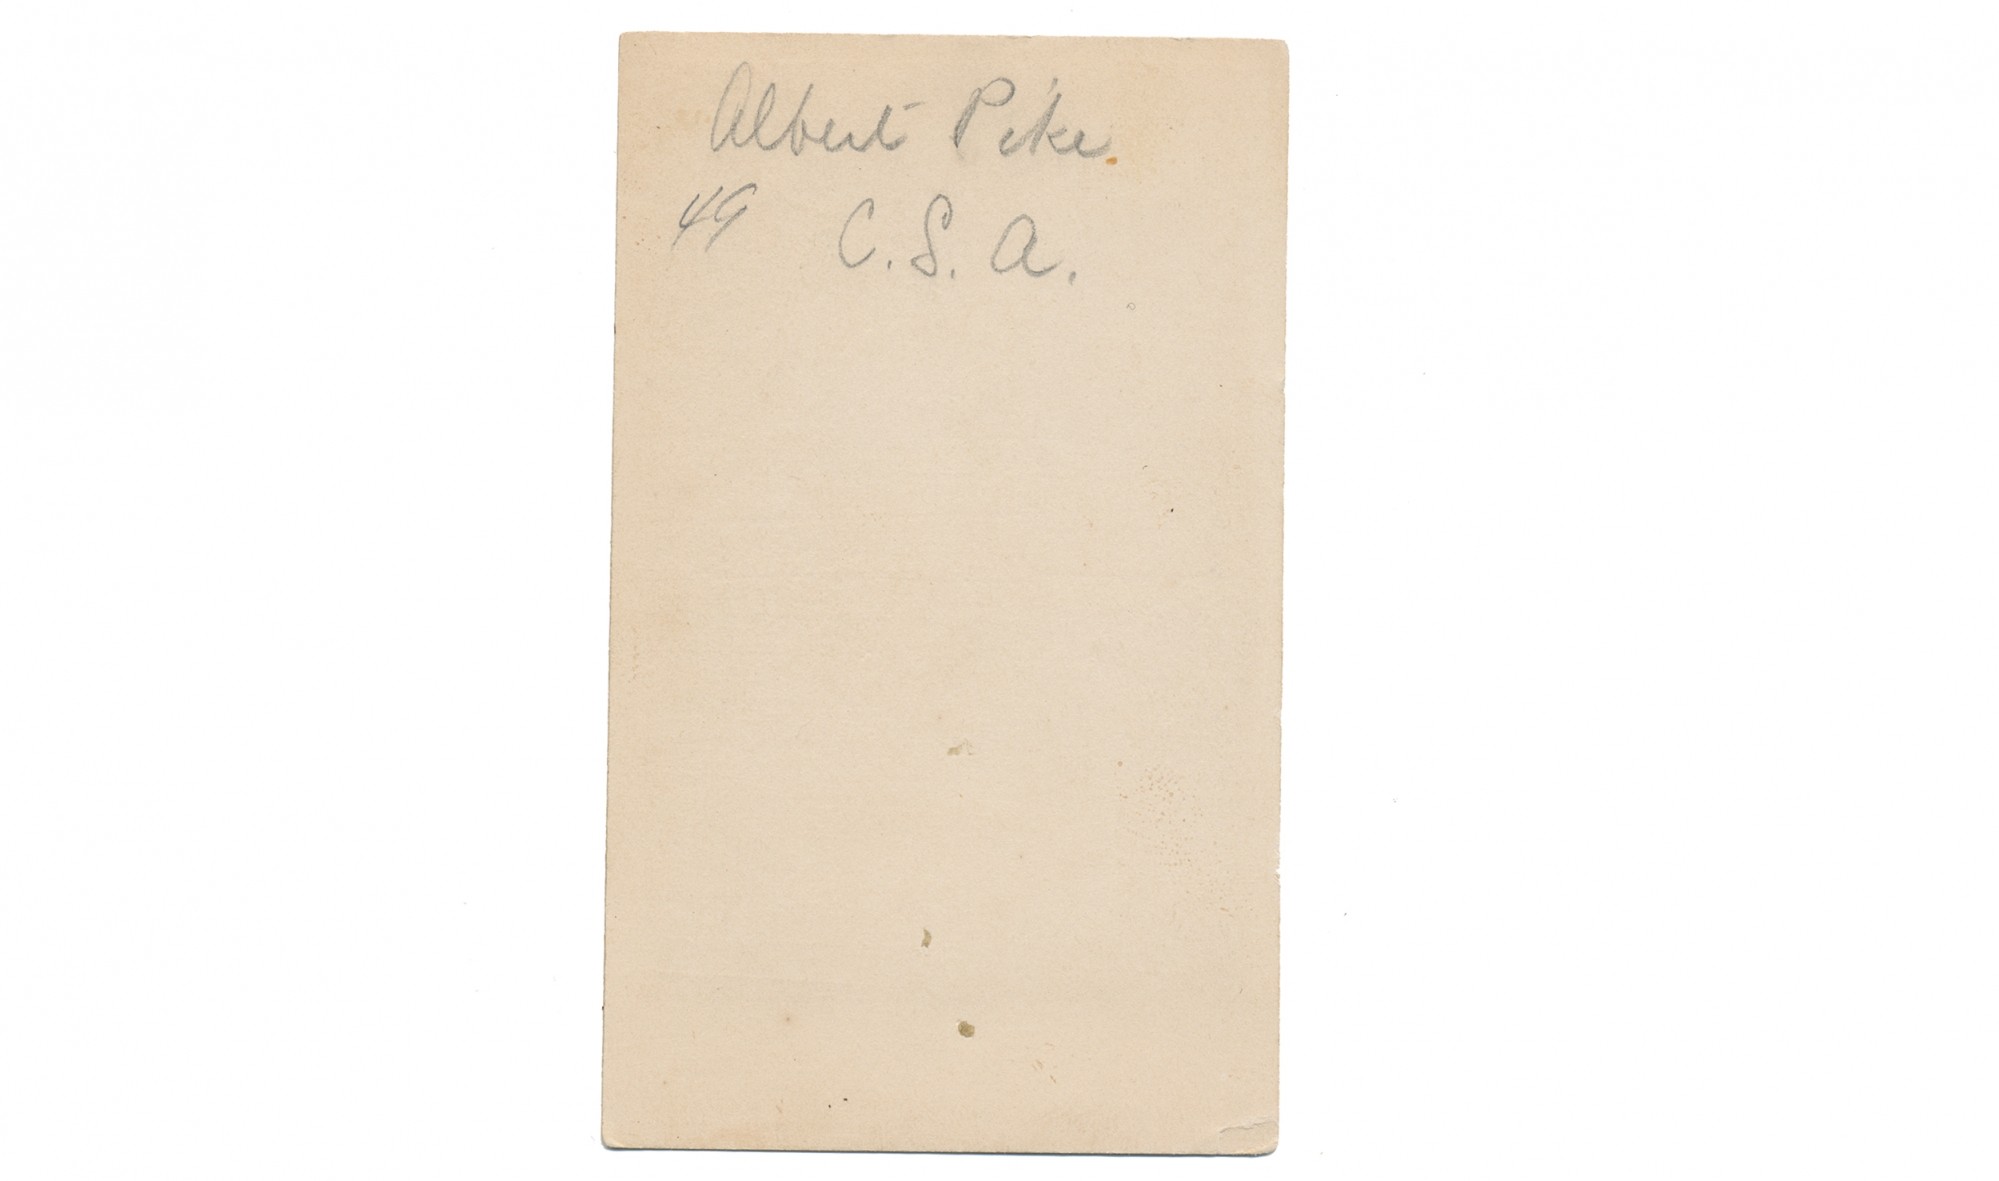 Albert Pike.
49 C. S. A.